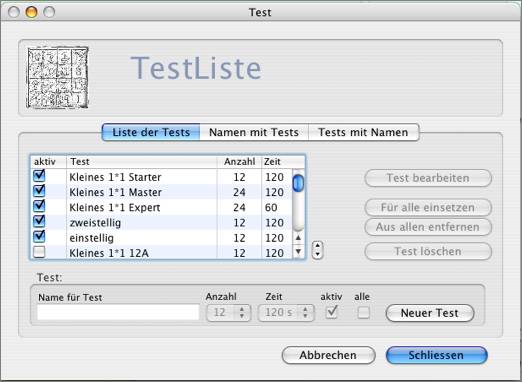 Test
TestListe
Liste der Tests Namen mit Tests Tests mit Namen
aktiv Test Anzahl Zeit
Kleines 1*1 Starter 12 120
Kleines 1*1 Master 24 120
Kleines 1*1 Expert 24 60
zweistellig 12 120
einstellig 12 120
Kleines 1*1 12A 12 120
Test bearbeiten
Für alle einsetzen
Aus allen entfernen
Test löschen
Test:
Name für Test Anzahl Zeit aktiv alle
12 120 s Neuer Test
Abbrechen Schliessen